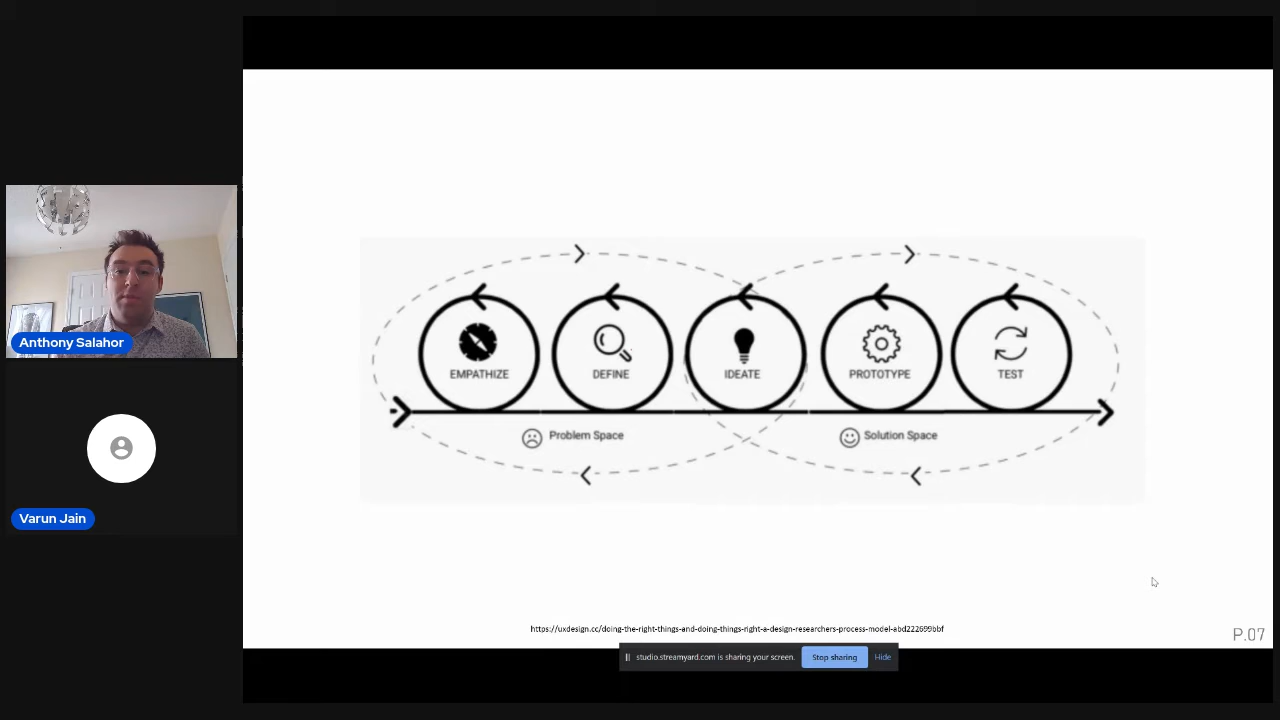 Anthony Salahor
Varun Jain
EMPATHIZE
DEFINE
IDEATE
PROTOTYPE
TEST
Problem Space
Solution Space
https://uxdesign.cc/doing-the-right-things-and-doing-things-right-a-design-researchers-process-model-abd222699bbf
P.07
studio.streamyard.com is sharing your screen.
Stop sharing
Hide